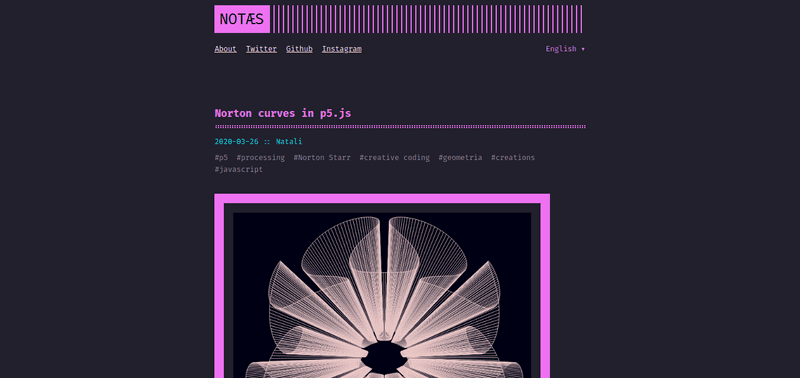 NOTÆS
About Twitter Github Instagram English ▾
Norton curves in p5.js
2020-03-26 :: Natali
#p5 #processing #Norton Starr #creative coding #geometria #creations
#javascript